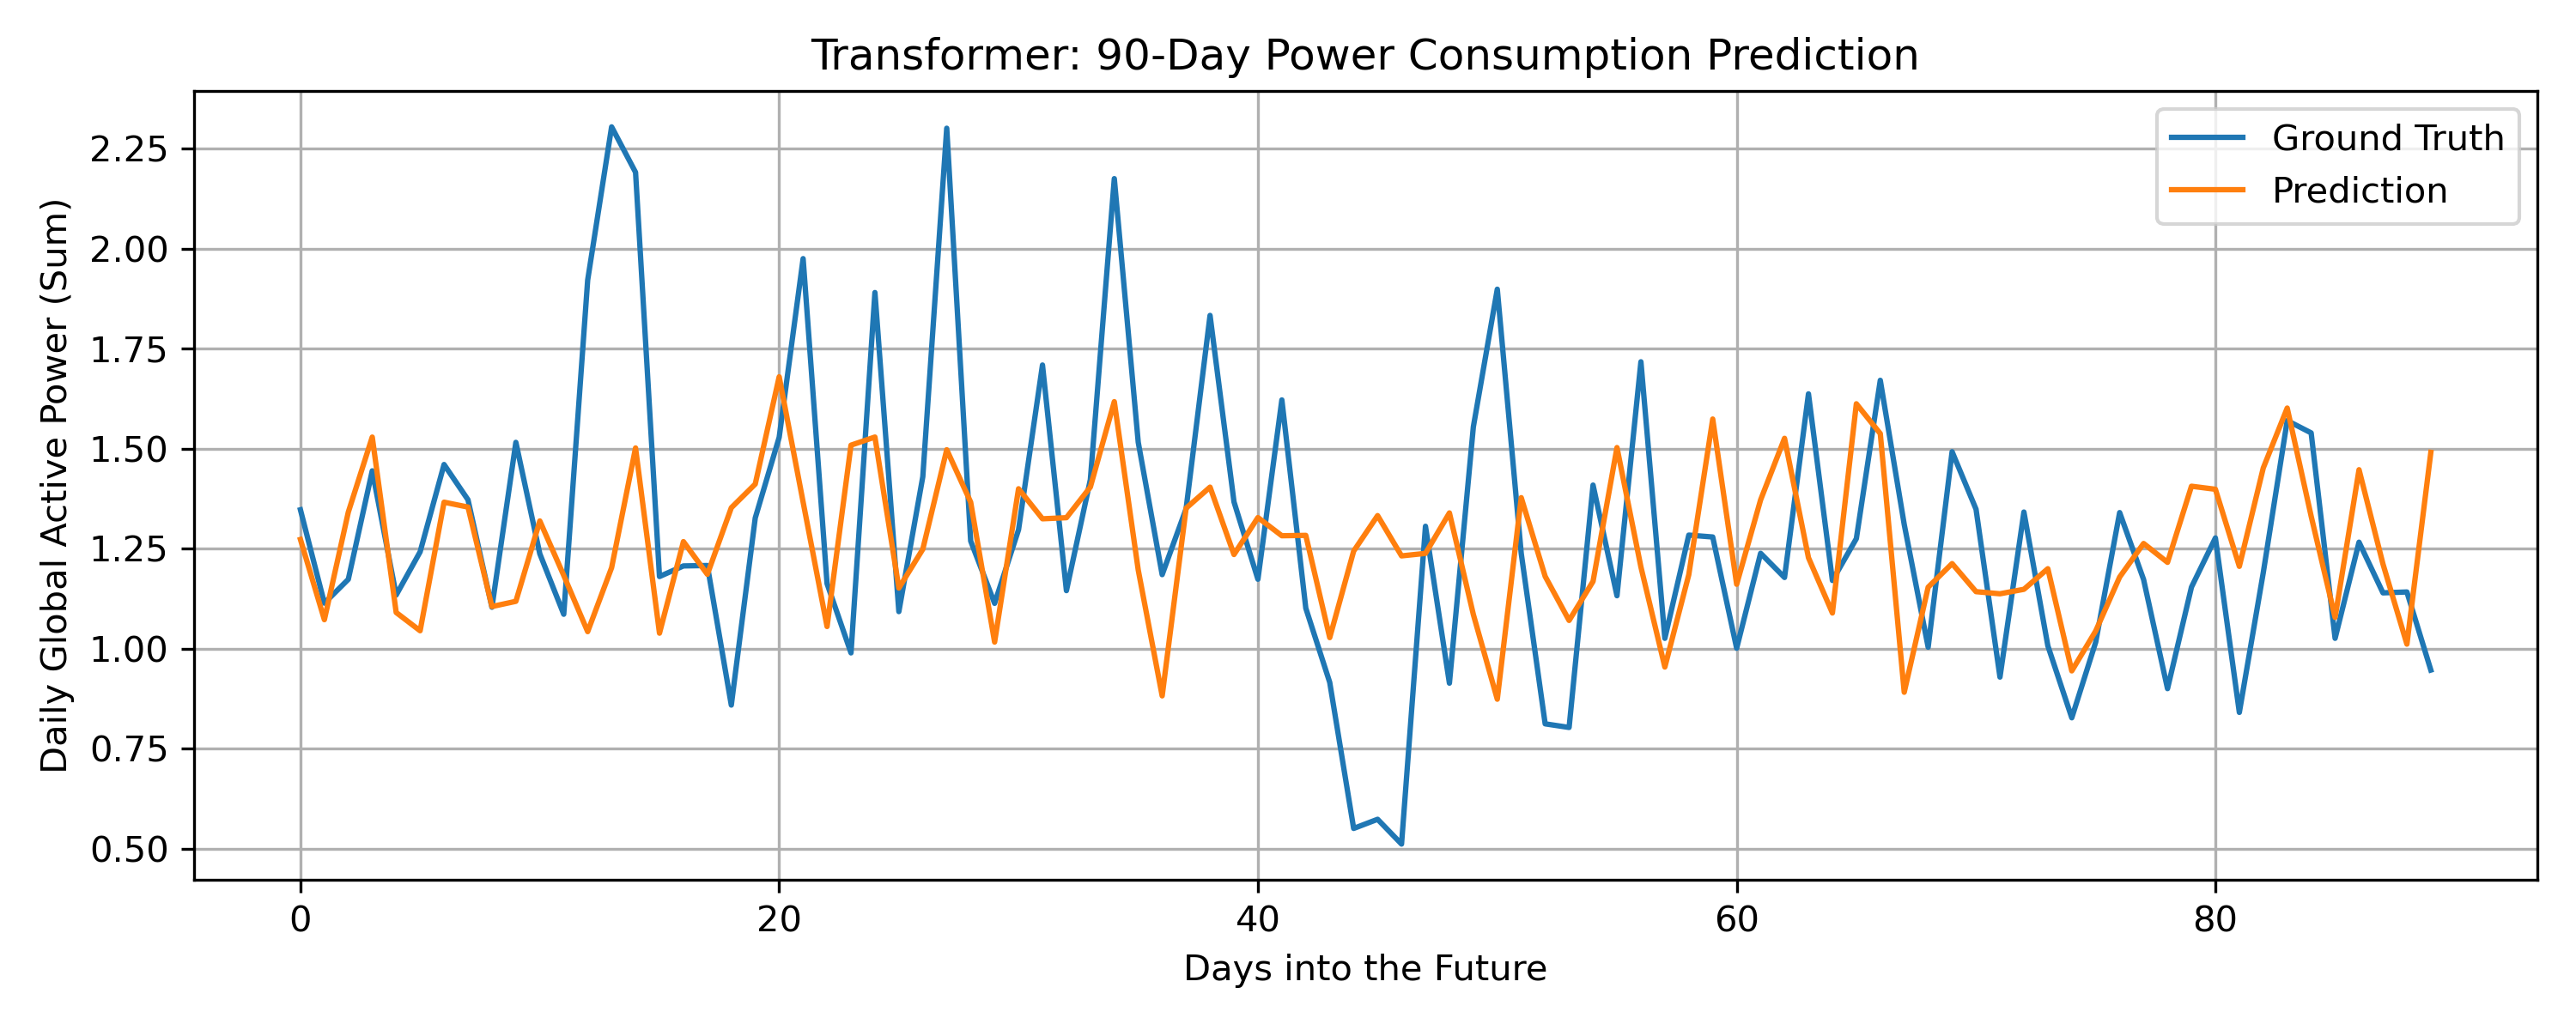 Transformer: 90-Day Power Consumption Prediction
Ground Truth
Prediction
Daily Global Active Power (Sum)
2.25
2.00
1.75
1.50
1.25
1.00
0.75
0.50
0 20 40 60 80
Days into the Future